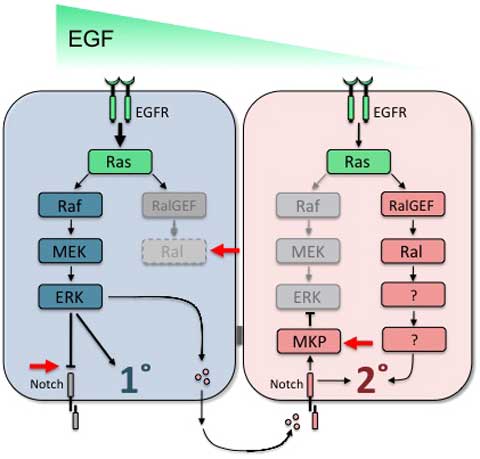 EGF
EGFR
Ras
Raf
RalGEF
MEK
Ral
ERK
Notch
1°
EGFR
Ras
Raf
RalGEF
MEK
Ral
ERK
?
MKP
?
Notch
2°